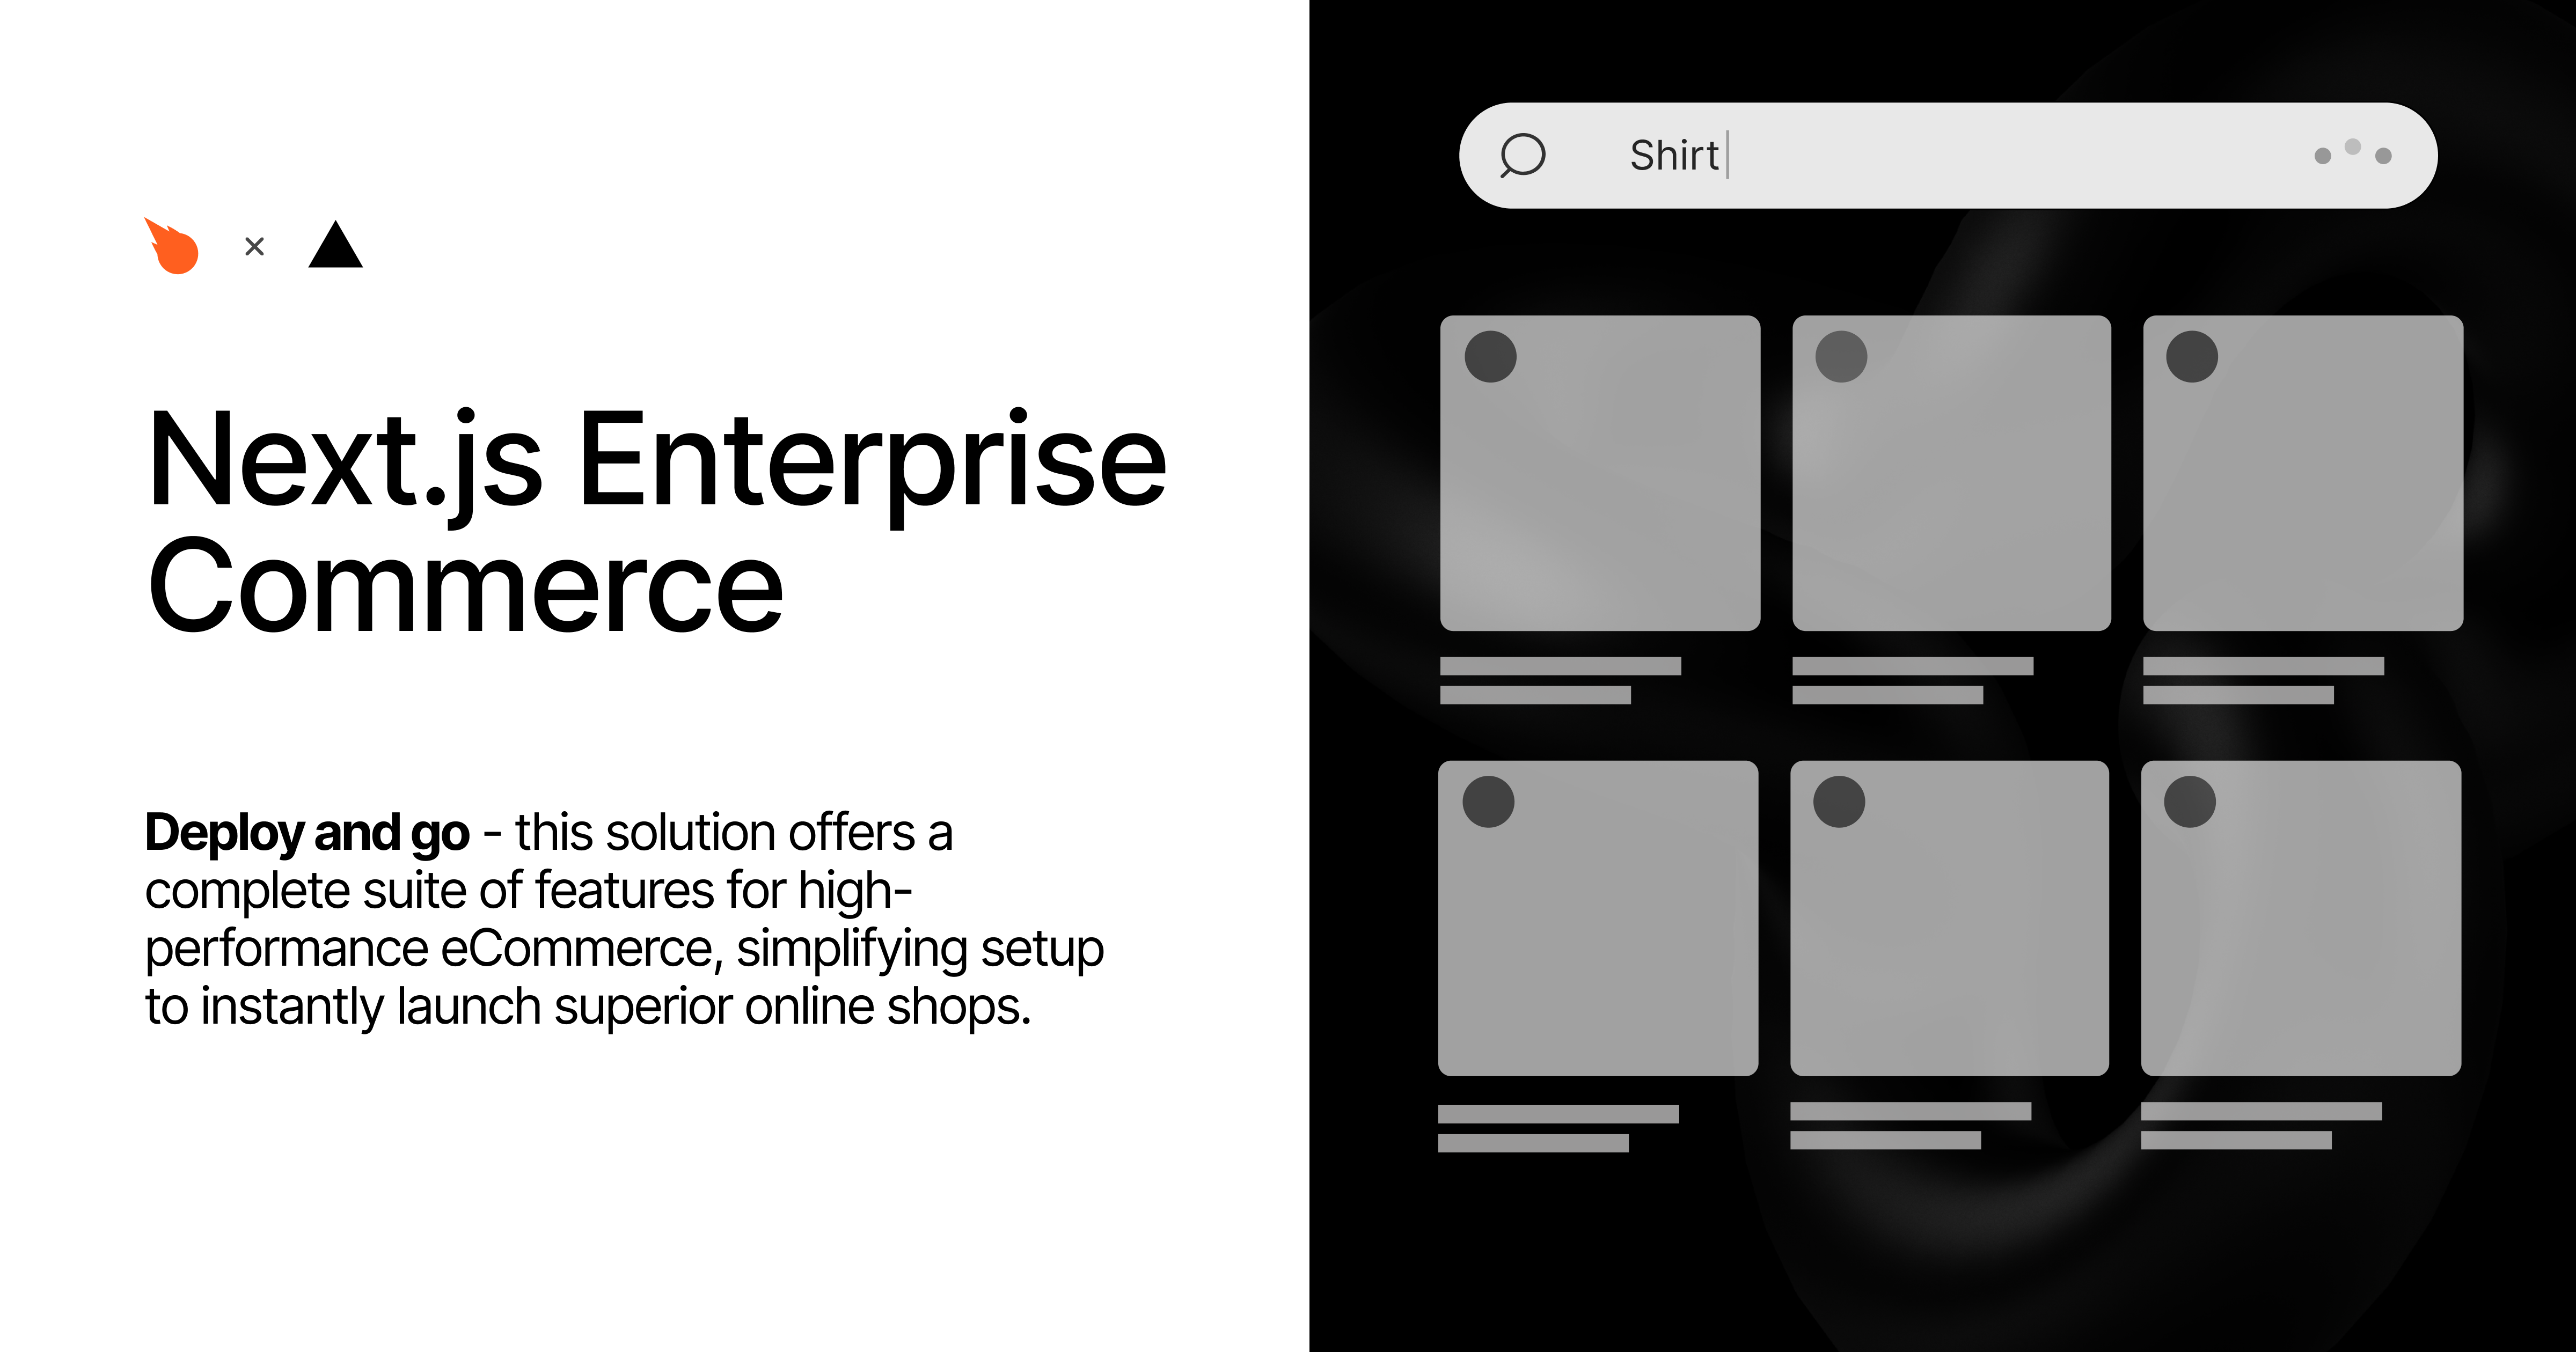 ×
Next.js Enterprise
Commerce
Deploy and go - this solution offers a
complete suite of features for high-
performance eCommerce, simplifying setup
to instantly launch superior online shops.
Shirt